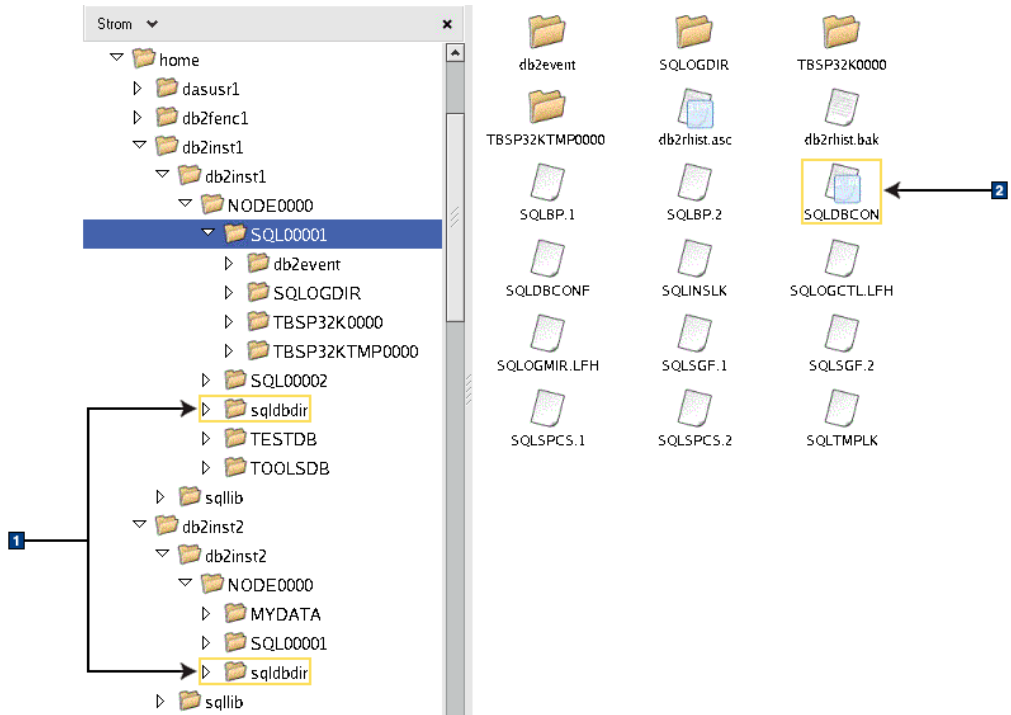 Strom
home
dasusr1
db2fenc1
db2inst1
db2inst1
NODE0000
SQL00001
db2event
SQLOGDIR
TBSP32K0000
TBSP32KTMP0000
SQL00002
sqldbdir
TESTDB
TOOLSDB
sqllib
db2inst2
db2inst2
NODE0000
MYDATA
SQL00001
sqldbdir
sqllib
1
db2event SQLOGDIR TBSP32K0000
TBSP32KTMP0000 db2rhist.asc db2rhist.bak
SQLBP.1 SQLBP.2 SQLDBCON
2
SQLDBCONF SQLINSLK SQLOGCTL.LFH
SQLOGMIR.LFH SQLSGF.1 SQLSGF.2
SQLSPCS.1 SQLSPCS.2 SQLTMPLK